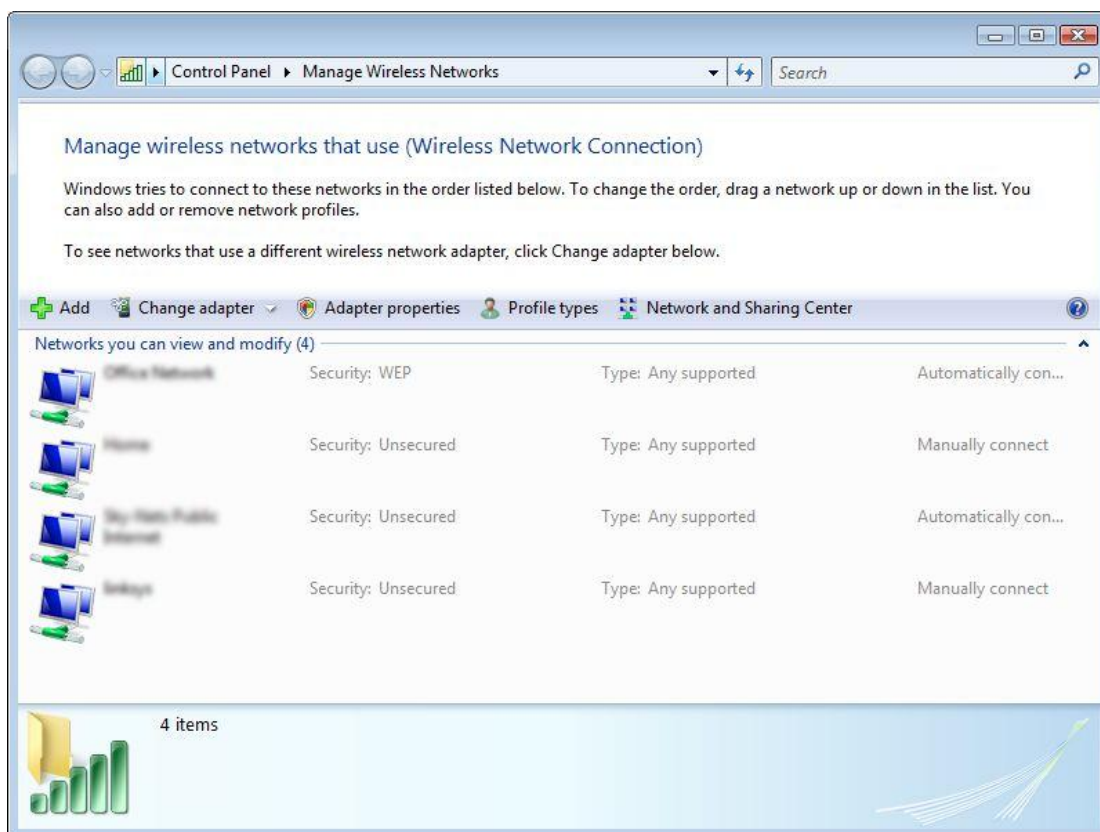 Control Panel Manage Wireless Networks Search
Manage wireless networks that use (Wireless Network Connection)
Windows tries to connect to these networks in the order listed below. To change the order, drag a network up or down in the list. You
can also add or remove network profiles.
To see networks that use a different wireless network adapter, click Change adapter below.
Add Change adapter Adapter properties Profile types Network and Sharing Center
Networks you can view and modify (4)
Security: WEP Type: Any supported Automatically con...
Security: Unsecured Type: Any supported Manually connect
Security: Unsecured Type: Any supported Automatically con...
Security: Unsecured Type: Any supported Manually connect
4 items